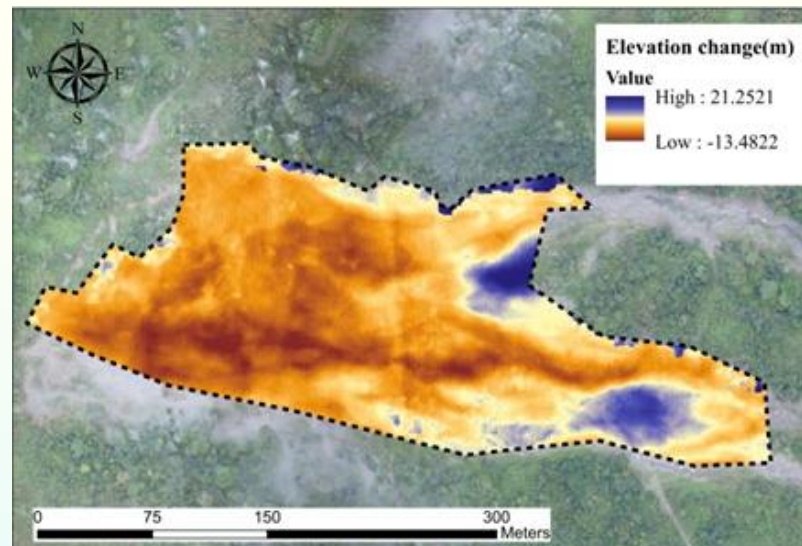 N
W E
S
Elevation change(m)
Value
High : 21.2521
Low : -13.4822
0 75 150 300
Meters